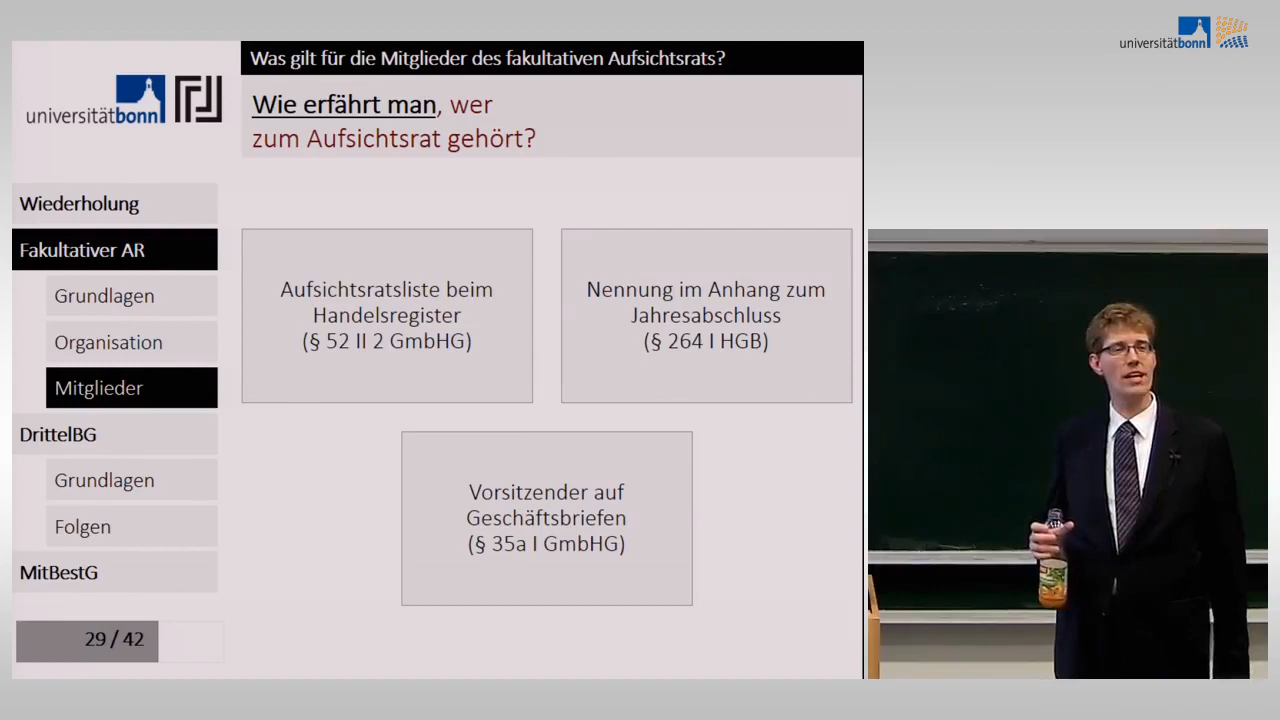 universitätbonn
Was gilt für die Mitglieder des fakultativen Aufsichtsrats?
universitätbonn
Wie erfährt man, wer
zum Aufsichtsrat gehört?
Wiederholung
Fakultativer AR
Grundlagen
Organisation
Mitglieder
DrittelBG
Grundlagen
Folgen
MitBestG
29 / 42
Aufsichtsratsliste beim
Handelsregister
(§ 52 II 2 GmbHG)
Nennung im Anhang zum
Jahresabschluss
(§ 264 I HGB)
Vorsitzender auf
Geschäftsbriefen
(§ 35a I GmbHG)